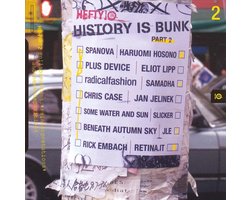 HEFTY 10
HISTORY IS BUNK
PART 2
2
SPANOVA HARUOMI HOSONO
PLUS DEVICE ELIOT LIPP
radicalfashion SAMADHA
CHRIS CASE JAN JELINEK
SOME WATER AND SUN SLICKER
BENEATH AUTUMN SKY JLE
RICK EMBACH RETINA.IT